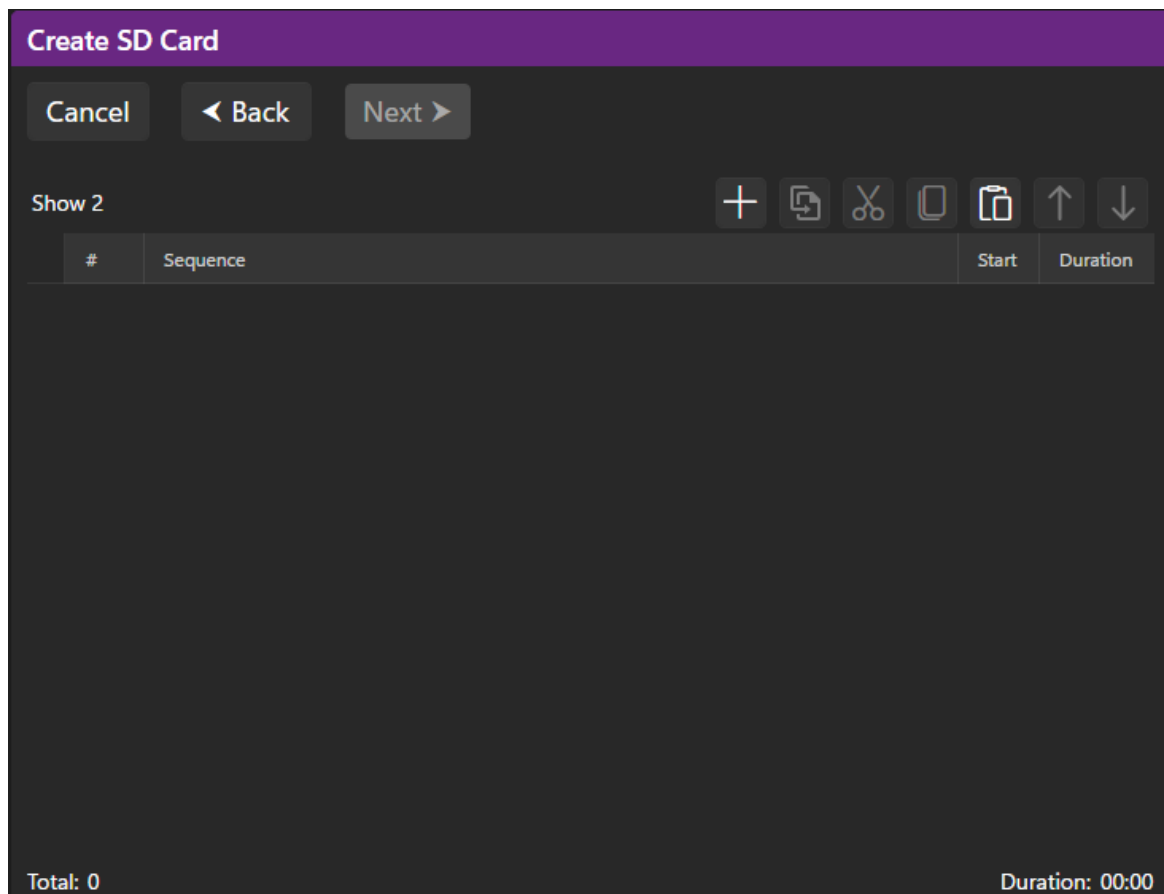 Create SD Card
Cancel ⮜ Back Next ⮞
Show 2
# Sequence Start Duration
Total: 0 Duration: 00:00